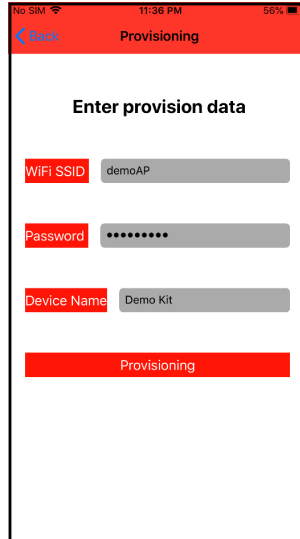 No SIM 11:36 PM 56%
Back Provisioning
Enter provision data
WiFi SSID demoAP
Password •••••••••
Device Name Demo Kit
Provisioning